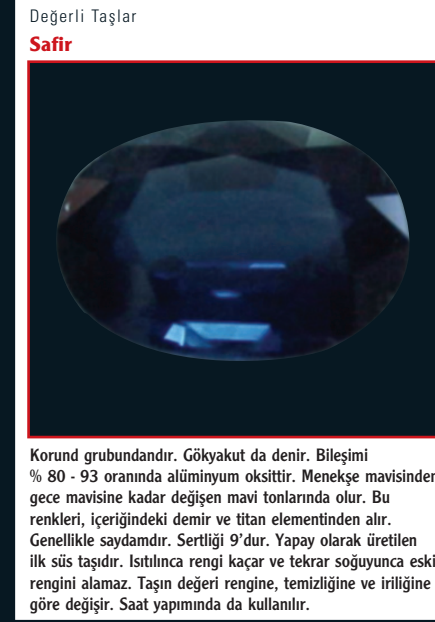 Değerli Taşlar
Safir
Korund grubundandır. Gökyakut da denir. Bileşimi
% 80 - 93 oranında alüminyum oksittir. Menekşe mavisinden
gece mavisine kadar değişen mavi tonlarında olur. Bu
renkleri, içeriğindeki demir ve titan elementinden alır.
Genellikle saydamdır. Sertliği 9’dur. Yapay olarak üretilen
ilk süs taşıdır. Isıtılınca rengi kaçar ve tekrar soğuyunca eski
rengini alamaz. Taşın değeri rengine, temizliğine ve iriliğine
göre değişir. Saat yapımında da kullanılır.